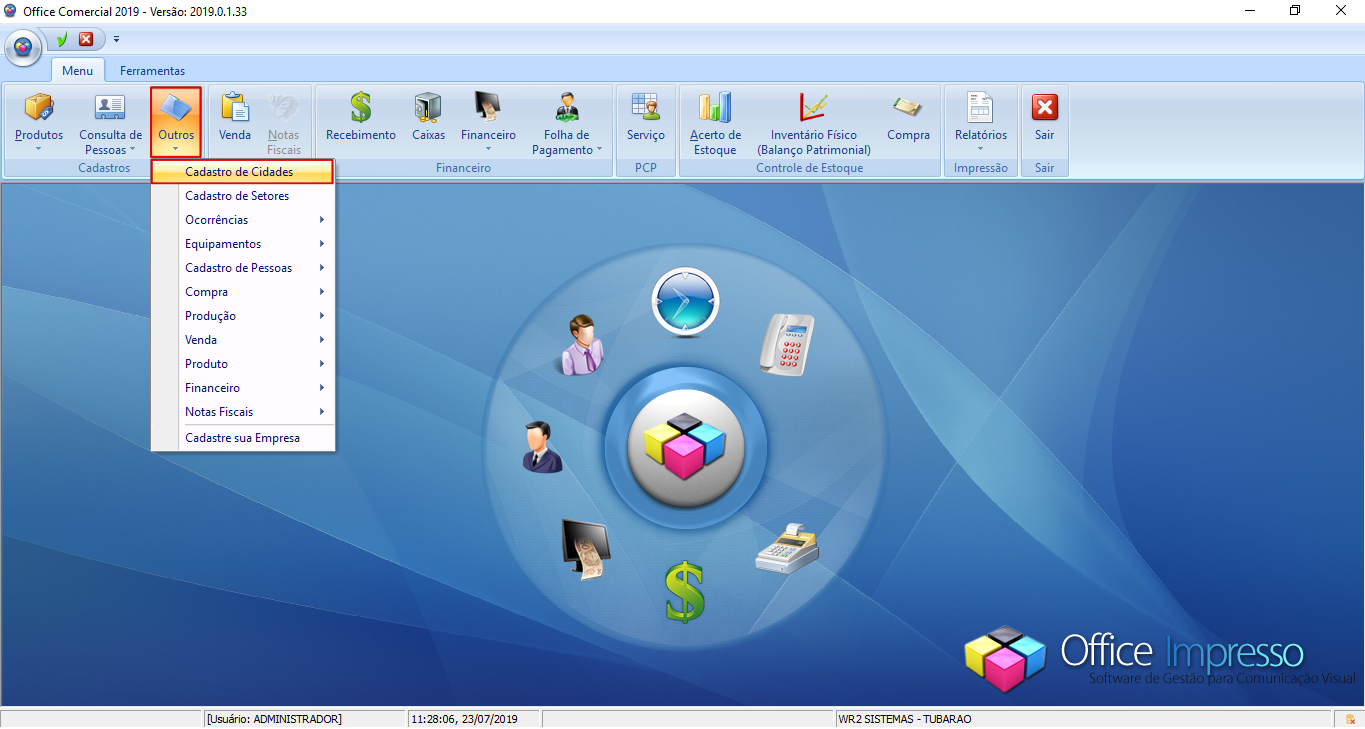 Office Comercial 2019 - Versão: 2019.0.1.33
Menu
Ferramentas
Produtos
Consulta de
Pessoas
Outros
Cadastros
Venda
Notas
Fiscais
Recebimento
Caixas
Financeiro
Folha de
Pagamento
Financeiro
Serviço
PCP
Acerto de
Estoque
Inventário Físico
(Balanço Patrimonial)
Compra
Controle de Estoque
Relatórios
Impressão
Sair
Sair
Cadastro de Cidades
Cadastro de Setores
Ocorrências
Equipamentos
Cadastro de Pessoas
Compra
Produção
Venda
Produto
Financeiro
Notas Fiscais
Cadastre sua Empresa
Office Impresso
Software de Gestão para Comunicação Visual
[Usuário: ADMINISTRADOR]
11:28:06, 23/07/2019
WR2 SISTEMAS - TUBARAO